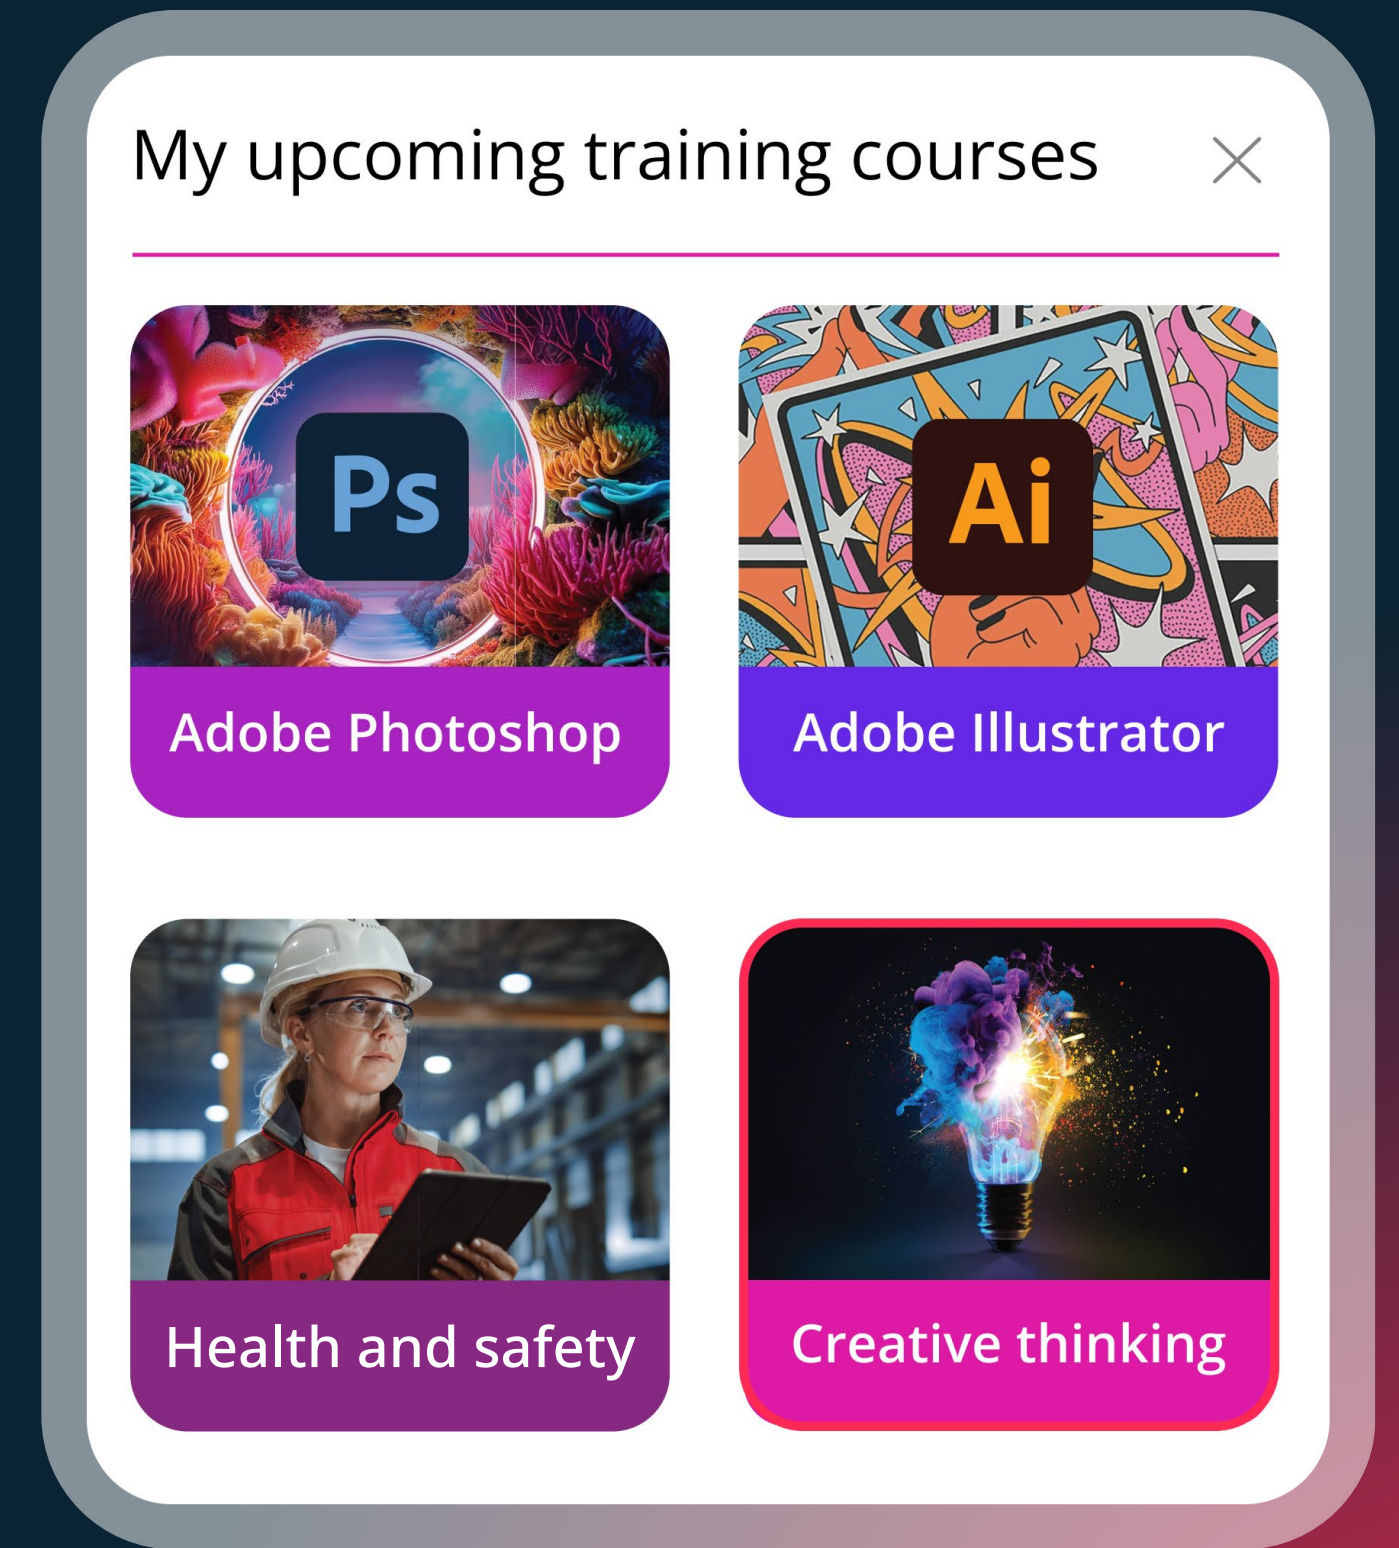 My upcoming training courses
Ps
Ai
Adobe Photoshop
Adobe Illustrator
Health and safety
Creative thinking